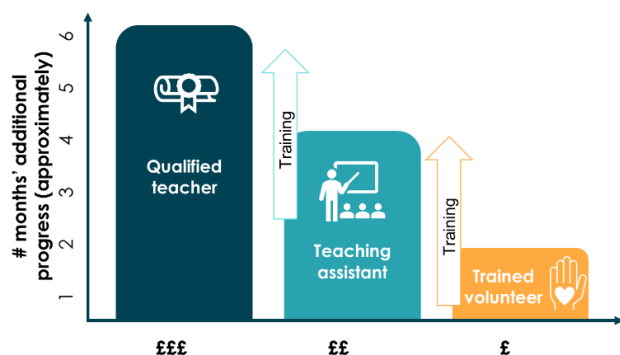 # months' additional
progress (approximately)
6
5
4
3
2
1
Qualified
teacher
Training
Teaching
assistant
Training
Trained
volunteer
£££
££
£